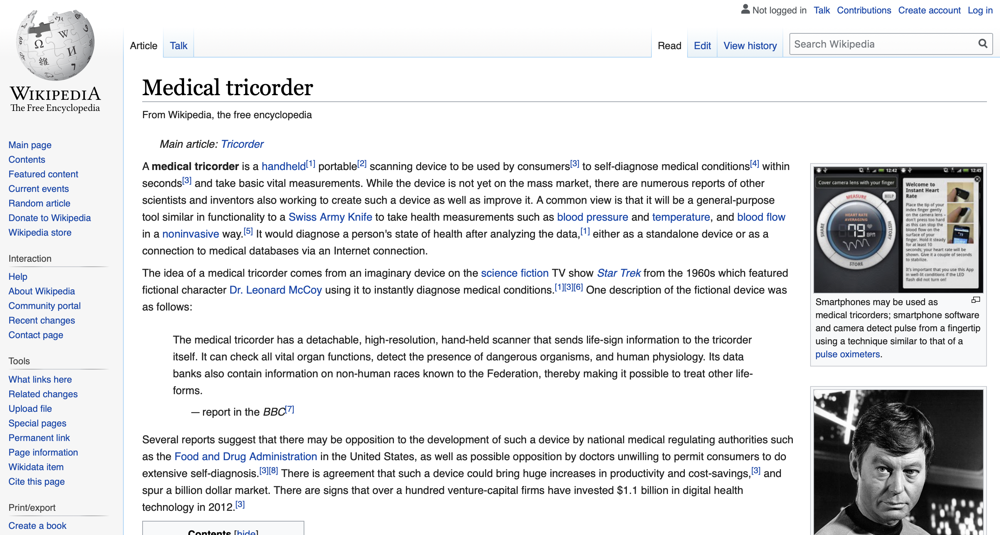 Not logged in Talk Contributions Create account Log in
Article Talk Read Edit View history Search Wikipedia
WIKIPEDIA
The Free Encyclopedia
Main page
Contents
Featured content
Current events
Random article
Donate to Wikipedia
Wikipedia store
Interaction
Help
About Wikipedia
Community portal
Recent changes
Contact page
Tools
What links here
Related changes
Upload file
Special pages
Permanent link
Page information
Wikidata item
Cite this page
Print/export
Create a book
Medical tricorder
From Wikipedia, the free encyclopedia
Main article: Tricorder
A medical tricorder is a handheld[1] portable[2] scanning device to be used by consumers[3] to self-diagnose medical conditions[4] within
seconds[3] and take basic vital measurements. While the device is not yet on the mass market, there are numerous reports of other
scientists and inventors also working to create such a device as well as improve it. A common view is that it will be a general-purpose
tool similar in functionality to a Swiss Army Knife to take health measurements such as blood pressure and temperature, and blood flow
in a noninvasive way.[5] It would diagnose a person's state of health after analyzing the data,[1] either as a standalone device or as a
connection to medical databases via an Internet connection.
The idea of a medical tricorder comes from an imaginary device on the science fiction TV show Star Trek from the 1960s which featured
fictional character Dr. Leonard McCoy using it to instantly diagnose medical conditions.[1][3][6] One description of the fictional device was
as follows:
The medical tricorder has a detachable, high-resolution, hand-held scanner that sends life-sign information to the tricorder
itself. It can check all vital organ functions, detect the presence of dangerous organisms, and human physiology. Its data
banks also contain information on non-human races known to the Federation, thereby making it possible to treat other life-
forms.
— report in the BBC[7]
Several reports suggest that there may be opposition to the development of such a device by national medical regulating authorities such
as the Food and Drug Administration in the United States, as well as possible opposition by doctors unwilling to permit consumers to do
extensive self-diagnosis.[3][8] There is agreement that such a device could bring huge increases in productivity and cost-savings,[3] and
spur a billion dollar market. There are signs that over a hundred venture-capital firms have invested $1.1 billion in digital health
technology in 2012.[3]
Contents [hide]
12:42
Cover camera lens with your finger
MEASURE
HELP
HEART RATE
AVERAGING
79 BPM
SHARE
HISTORY
STORE
12:45
Welcome to
Instant Heart
Rate
Place the tip of your
index finger gently
on the camera lens –
don't press too hard
as this can stop the
blood flow on the
surface of your
finger. Hold it steady
for at least 10
seconds; your heart rate will be
shown. Give it a couple of seconds
to stabilize.
It's important that you use this App
in well-lit conditions if the LED
flash did not turn on!
Smartphones may be used as
medical tricorders; smartphone software
and camera detect pulse from a fingertip
using a technique similar to that of a
pulse oximeters.